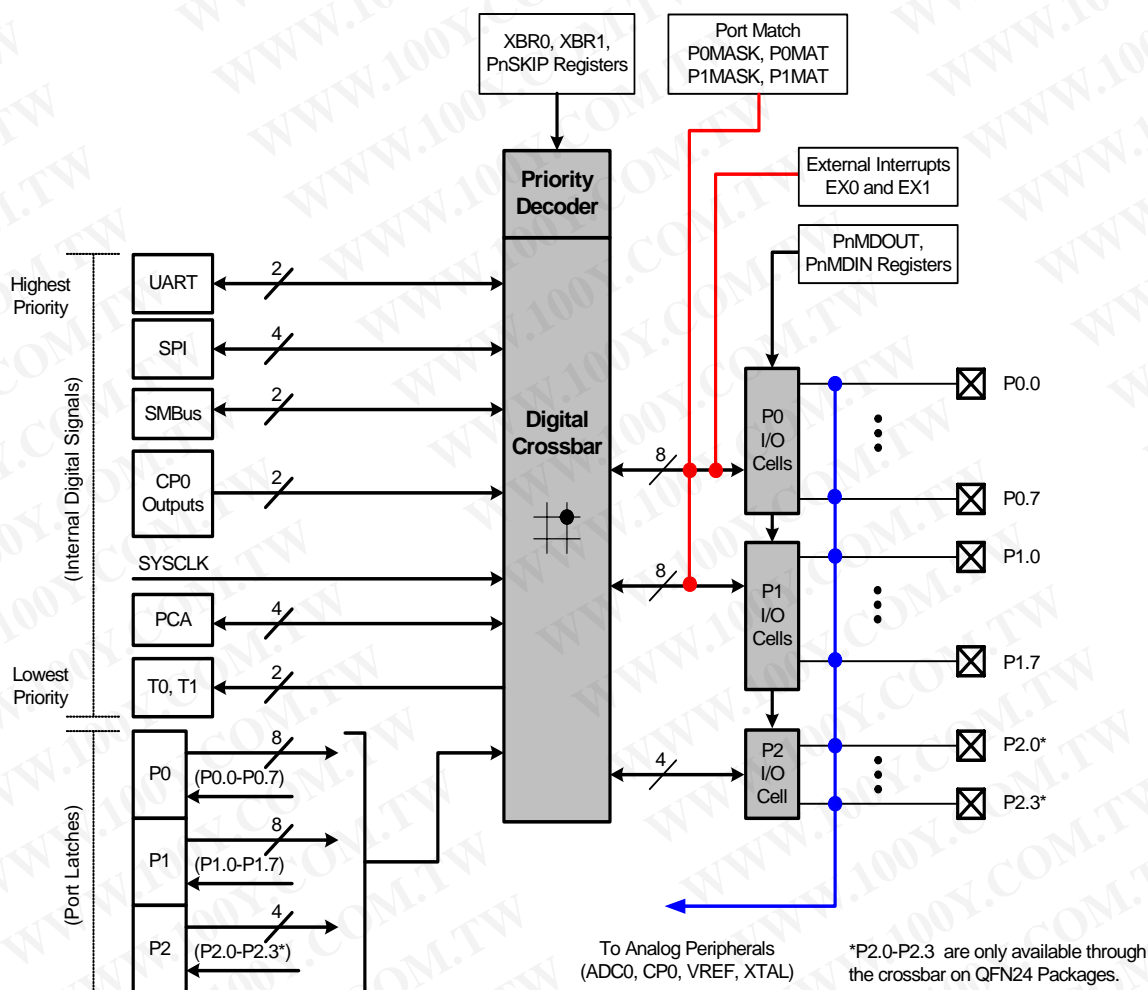 XBR0, XBR1,
PnSKIP Registers
Port Match
P0MASK, P0MAT
P1MASK, P1MAT
External Interrupts
EX0 and EX1
PnMDOUT,
PnMDIN Registers
Priority
Decoder
Digital
Crossbar
Highest
Priority
(Internal Digital Signals)
Lowest
Priority
(Port Latches)
UART
2
SPI
4
SMBus
2
CP0
Outputs
2
SYSCLK
PCA
4
T0, T1
2
P0
8
(P0.0-P0.7)
P1
8
(P1.0-P1.7)
P2
4
(P2.0-P2.3*)
8
8
4
P0
I/O
Cells
P1
I/O
Cells
P2
I/O
Cell
P0.0
P0.7
P1.0
P1.7
P2.0*
P2.3*
To Analog Peripherals
(ADC0, CP0, VREF, XTAL)
*P2.0-P2.3 are only available through
the crossbar on QFN24 Packages.
WWW.100Y.COM.TW